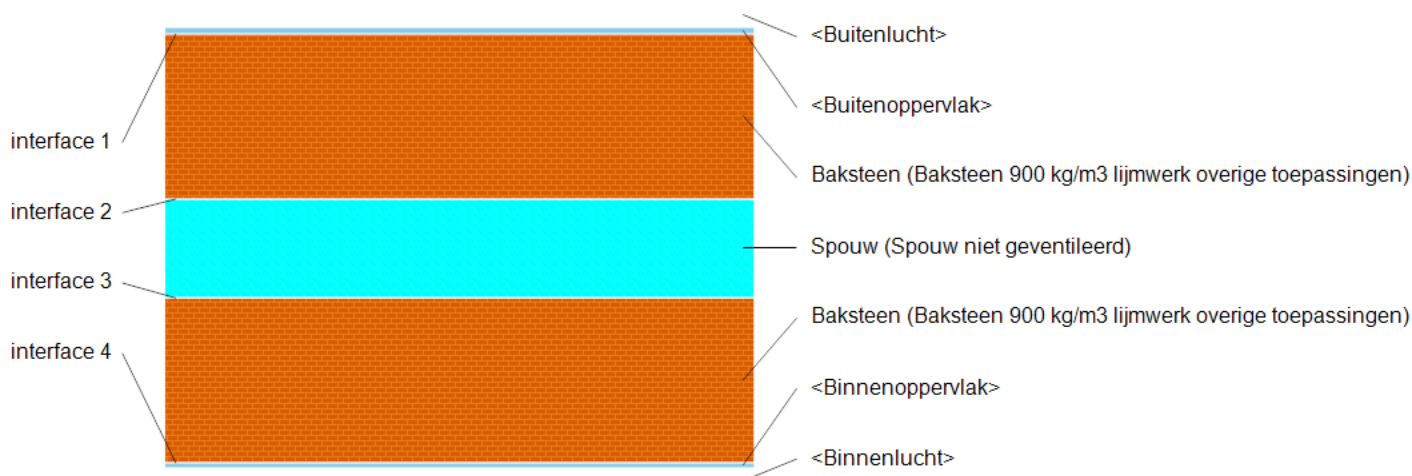 <Buitenlucht>
<Buitenoppervlak>
interface 1
Baksteen (Baksteen 900 kg/m3 lijmwerk overige toepassingen)
interface 2
Spouw (Spouw niet geventileerd)
interface 3
Baksteen (Baksteen 900 kg/m3 lijmwerk overige toepassingen)
interface 4
<Binnenoppervlak>
<Binnenlucht>